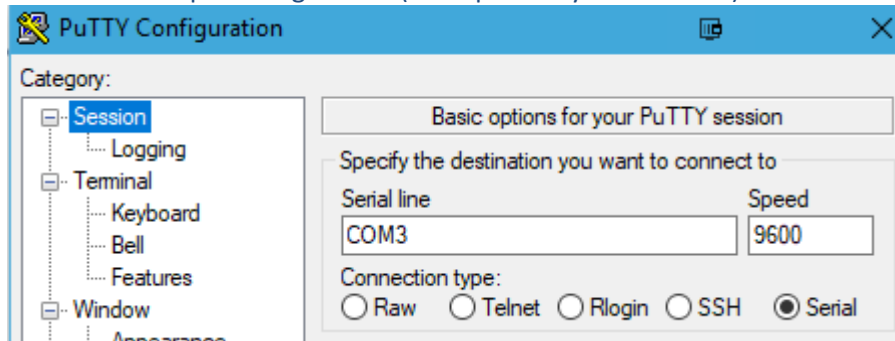 PuTTY Configuration
Category:
Session
Logging
Terminal
Keyboard
Bell
Features
Window
Appearance
Basic options for your PuTTY session
Specify the destination you want to connect to
Serial line Speed
COM3 9600
Connection type:
Raw Telnet Rlogin SSH Serial